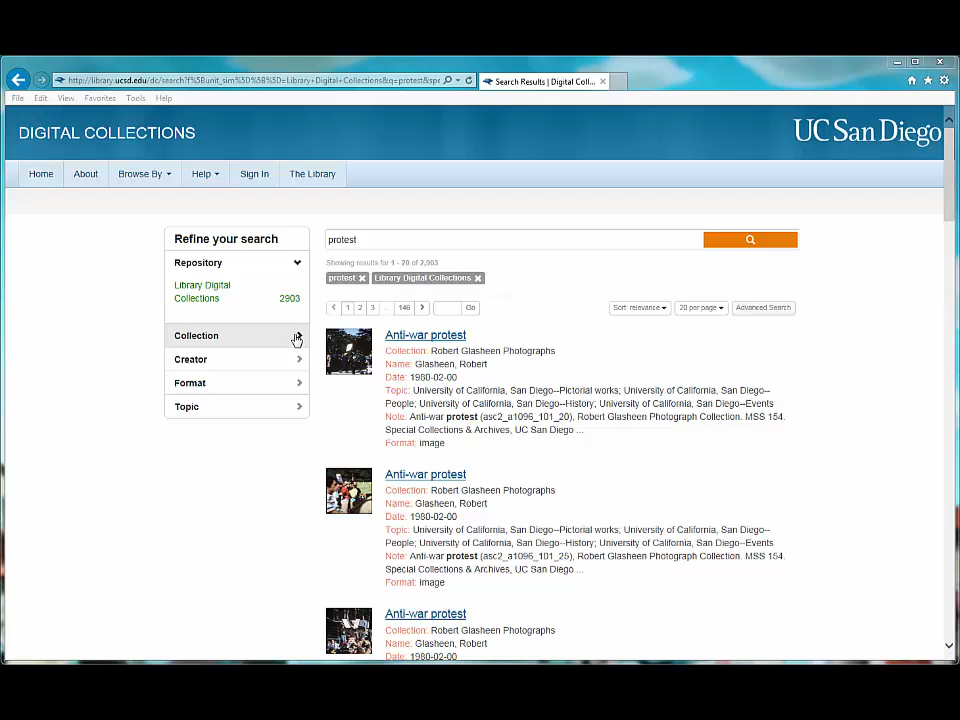 http://library.ucsd.edu/dc/search?f%5Bunit_sim%5D%5B%5D=Library+Digital+Collections&q=protest&spe
Search Results | Digital Coll...
File Edit View Favorites Tools Help
DIGITAL COLLECTIONS
UC San Diego
Home About Browse By Help Sign In The Library
Refine your search
Repository
Library Digital
Collections 2903
Collection
Creator
Format
Topic
protest
Showing results for 1 - 20 of 2,903
protest Library Digital Collections
1 2 3 ... 146 Go
Sort: relevance 20 per page Advanced Search
Anti-war protest
Collection: Robert Glasheen Photographs
Name: Glasheen, Robert
Date: 1980-02-00
Topic: University of California, San Diego--Pictorial works; University of California, San Diego--
People; University of California, San Diego--History; University of California, San Diego--Events
Note: Anti-war protest (asc2_a1096_101_20), Robert Glasheen Photograph Collection. MSS 154.
Special Collections & Archives, UC San Diego ...
Format: image
Anti-war protest
Collection: Robert Glasheen Photographs
Name: Glasheen, Robert
Date: 1980-02-00
Topic: University of California, San Diego--Pictorial works; University of California, San Diego--
People; University of California, San Diego--History; University of California, San Diego--Events
Note: Anti-war protest (asc2_a1096_101_25), Robert Glasheen Photograph Collection. MSS 154.
Special Collections & Archives, UC San Diego ...
Format: image
Anti-war protest
Collection: Robert Glasheen Photographs
Name: Glasheen, Robert
Date: 1980-02-00